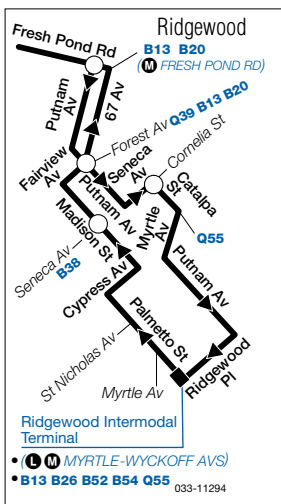 Ridgewood
Fresh Pond Rd
B13 B20
(M FRESH POND RD)
Putnam Av
67 Av
Forest Av Q39 B13 B20
Fairview Av
Seneca Av
Cornelia St
Putnam Av
Catalpa St
Madison St
Myrtle Av
Q55
Seneca Av
B38
Putnam Av
Cypress Av
St Nicholas Av
Palmetto St
Myrtle Av
Ridgewood Pl
Ridgewood Intermodal
Terminal
• (L M MYRTLE-WYCKOFF AVS)
• B13 B26 B52 B54 Q55
033-11294